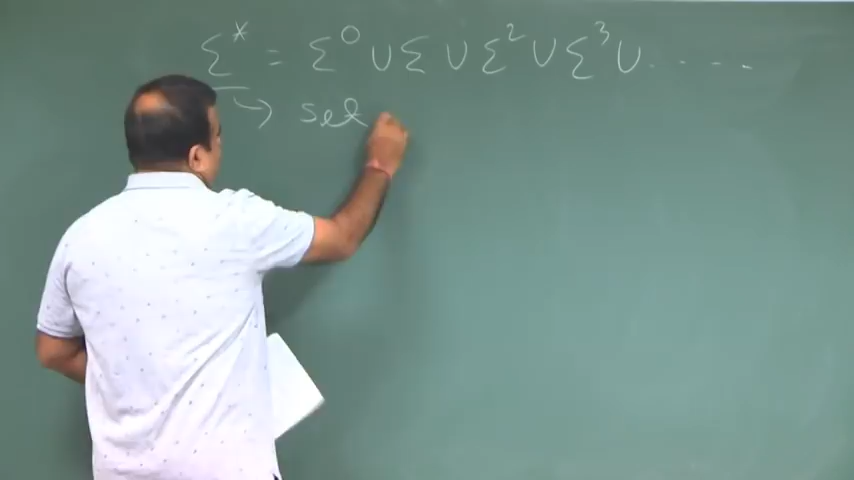 Σ* = Σ⁰ ∪ Σ ∪ Σ² ∪ Σ³ ∪ . . . . .
→ set